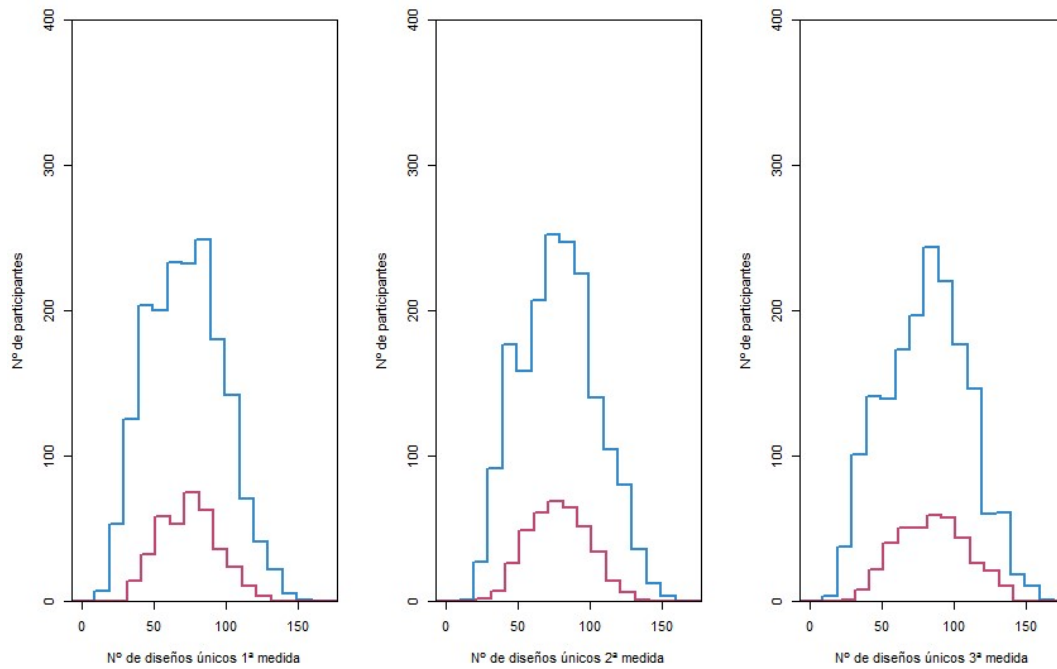 400
300
200
100
0
Nº de participantes
0 50 100 150
Nº de diseños únicos 1ª medida
400
300
200
100
0
Nº de participantes
0 50 100 150
Nº de diseños únicos 2ª medida
400
300
200
100
0
Nº de participantes
0 50 100 150
Nº de diseños únicos 3ª medida